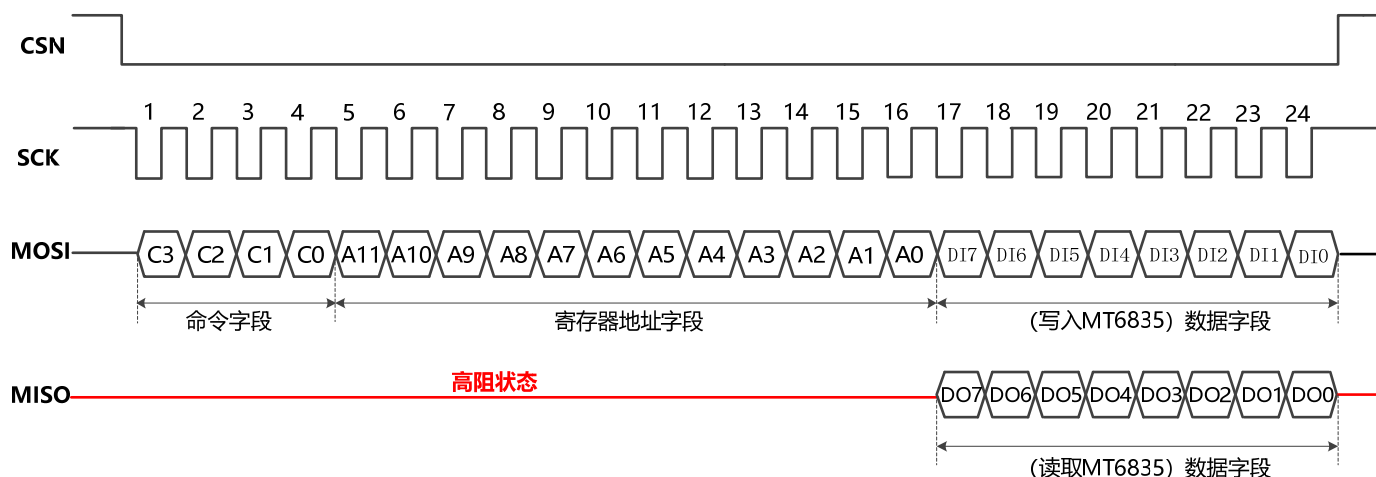 CSN
1 2 3 4 5 6 7 8 9 10 11 12 13 14 15 16 17 18 19 20 21 22 23 24
SCK
MOSI C3 C2 C1 C0 A11 A10 A9 A8 A7 A6 A5 A4 A3 A2 A1 A0 DI7 DI6 DI5 DI4 DI3 DI2 DI1 DI0
命令字段 寄存器地址字段 (写入MT6835) 数据字段
高阻状态
MISO DO7 DO6 DO5 DO4 DO3 DO2 DO1 DO0
(读取MT6835) 数据字段